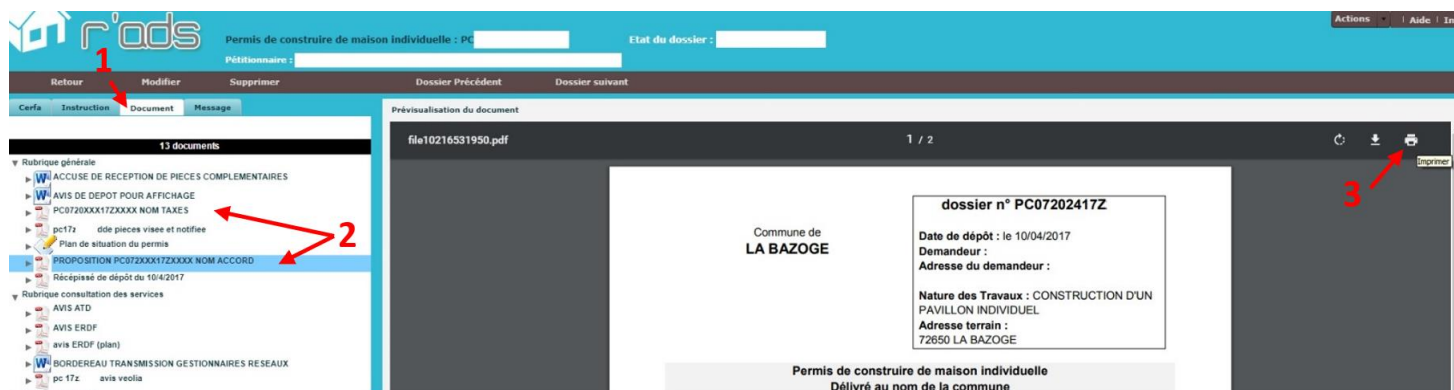 r'ads
Actions | Aide | In
Permis de construire de maison individuelle : PC
Etat du dossier :
Pétitionnaire :
1
Retour Modifier Supprimer Dossier Précédent Dossier suivant
Cerfa Instruction Document Message
13 documents
Rubrique générale
ACCUSE DE RECEPTION DE PIECES COMPLEMENTAIRES
AVIS DE DEPOT POUR AFFICHAGE
PC0720XXX17ZXXXX NOM TAXES
pc17z dde pieces visee et notifiee
Plan de situation du permis
PROPOSITION PC072XXX17ZXXXX NOM ACCORD
Récépissé de dépôt du 10/4/2017
2
Rubrique consultation des services
AVIS ATD
AVIS ERDF
avis ERDF (plan)
BORDEREAU TRANSMISSION GESTIONNAIRES RESEAUX
pc 17z avis veolia
Prévisualisation du document
file10216531950.pdf 1 / 2
Imprimer
3
Commune de
LA BAZOGE
dossier n° PC07202417Z
Date de dépôt : le 10/04/2017
Demandeur :
Adresse du demandeur :
Nature des Travaux : CONSTRUCTION D'UN
PAVILLON INDIVIDUEL
Adresse terrain :
72650 LA BAZOGE
Permis de construire de maison individuelle
Délivré au nom de la commune